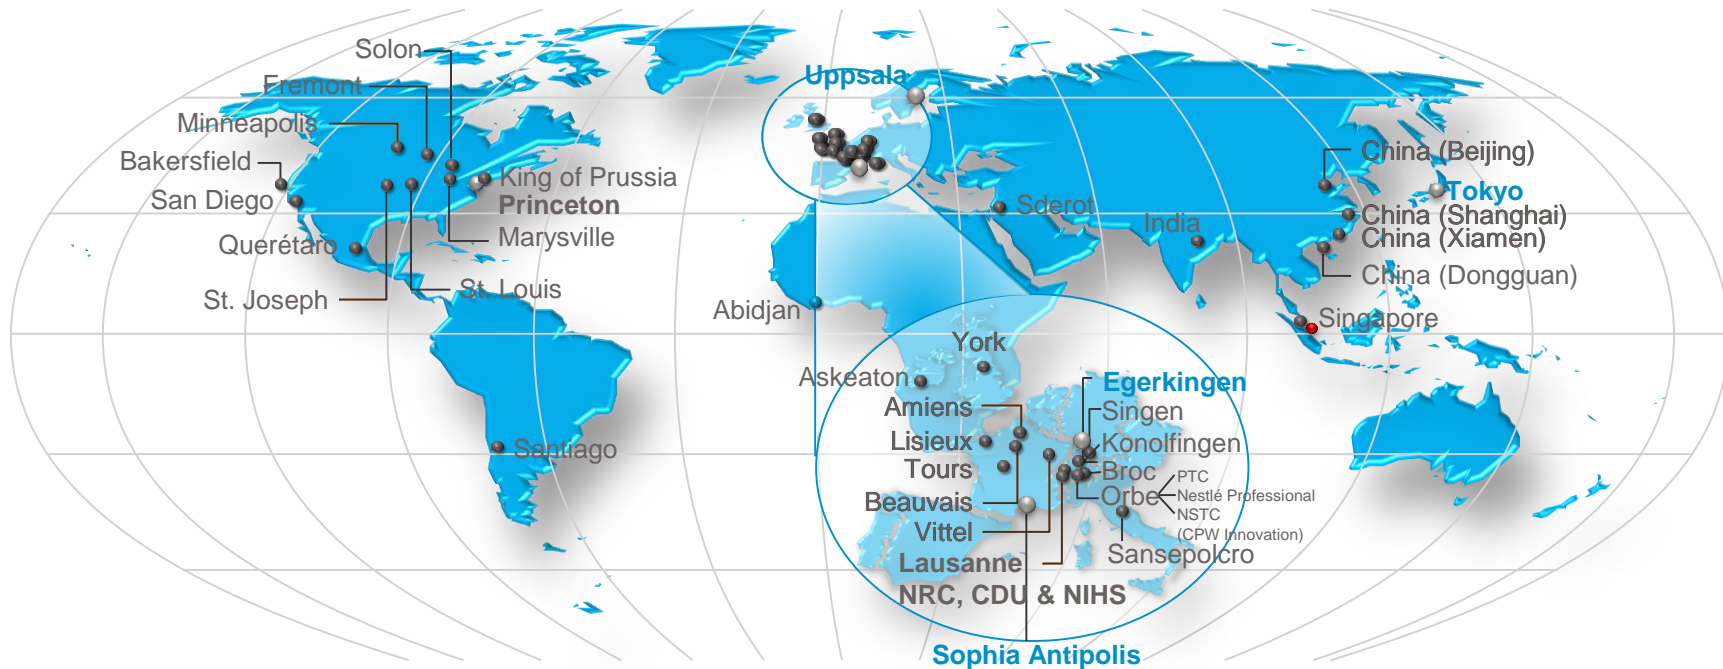 Solon
Fremont
Minneapolis
Bakersfield
San Diego
King of Prussia
Princeton
Marysville
Querétaro
St. Joseph
St. Louis
Santiago
Uppsala
Abidjan
Sderot
India
China (Beijing)
Tokyo
China (Shanghai)
China (Xiamen)
China (Dongguan)
Singapore
York
Askeaton
Amiens
Lisieux
Tours
Beauvais
Vittel
Lausanne
NRC, CDU & NIHS
Egerkingen
Singen
Konolfingen
Broc
Orbe
PTC
Nestlé Professional
NSTC
(CPW Innovation)
Sansepolcro
Sophia Antipolis